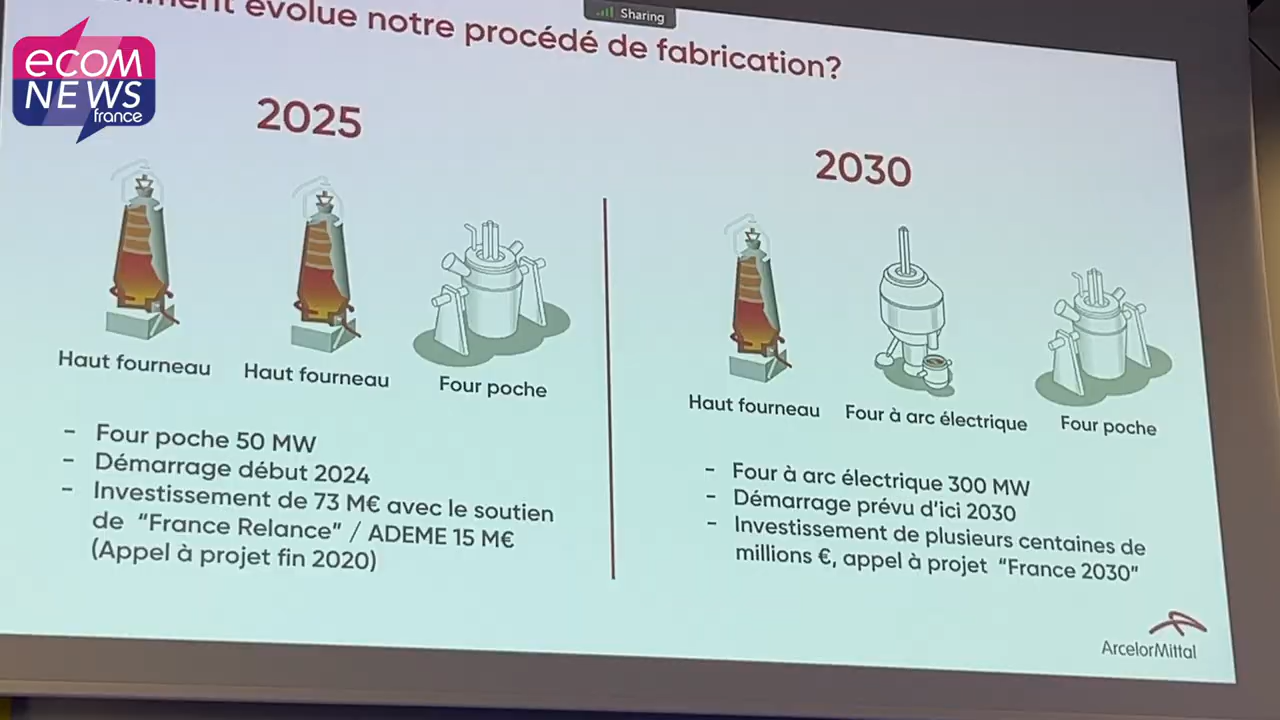 évolue notre procédé de fabrication?
Sharing
ecom
NEWS
france
2025
2030
Haut fourneau
Haut fourneau
Four poche
Haut fourneau
Four à arc électrique
Four poche
- Four poche 50 MW
- Démarrage début 2024
- Investissement de 73 M€ avec le soutien
de "France Relance" / ADEME 15 M€
(Appel à projet fin 2020)
- Four à arc électrique 300 MW
- Démarrage prévu d'ici 2030
- Investissement de plusieurs centaines de
millions €, appel à projet "France 2030"
ArcelorMittal